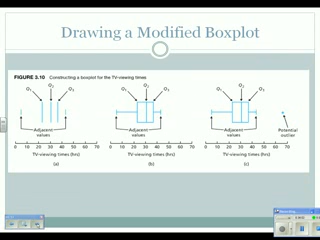 Drawing a Modified Boxplot
FIGURE 3.10 Constructing a boxplot for the TV-viewing times
Q₂
Q₁ Q₃
Adjacent
values
0 10 20 30 40 50 60 70
TV-viewing times (hrs)
(a)
Q₂
Q₁ Q₃
Adjacent
values
0 10 20 30 40 50 60 70
TV-viewing times (hrs)
(b)
Q₂
Q₁ Q₃
Adjacent
values
Potential
outlier
0 10 20 30 40 50 60 70
TV-viewing times (hrs)
(c)